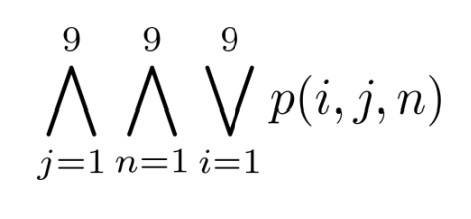 ⋀_{j=1}^{9} ⋀_{n=1}^{9} ⋁_{i=1}^{9} p(i, j, n)